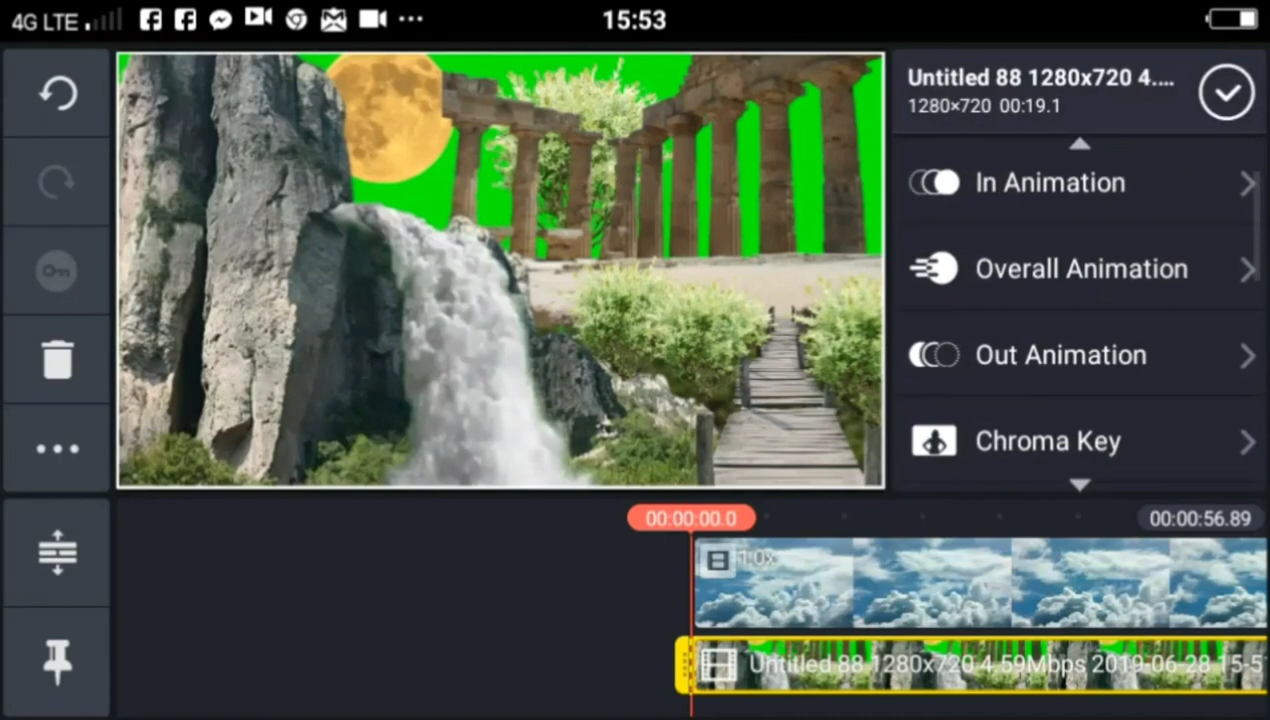 4G LTE
15:53
Untitled 88 1280x720 4....
1280×720 00:19.1
In Animation
Overall Animation
Out Animation
Chroma Key
00:00:00.0
00:00:56.89
1.0x
Untitled 88 1280x720 4.59Mbps 2019-06-28 15-5